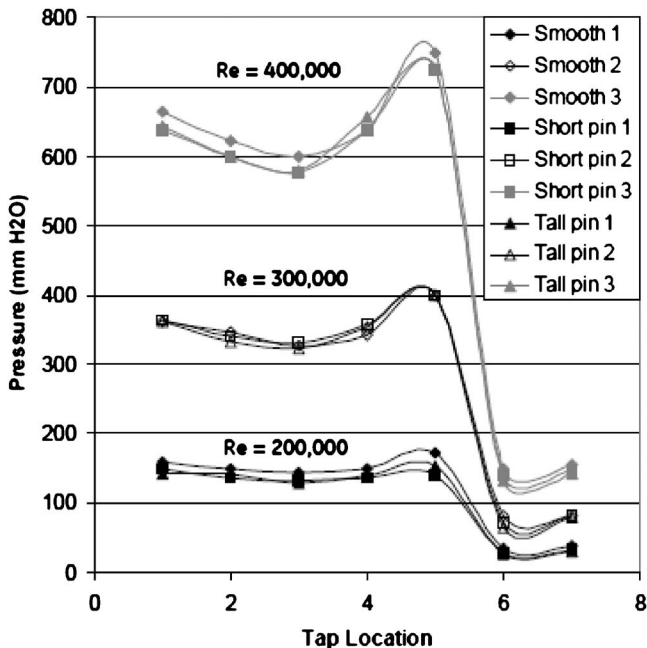 800
700
600
500
400
300
200
100
0
0
2
4
6
8
Pressure (mm H2O)
Tap Location
Re = 400,000
Re = 300,000
Re = 200,000
Smooth 1
Smooth 2
Smooth 3
Short pin 1
Short pin 2
Short pin 3
Tall pin 1
Tall pin 2
Tall pin 3